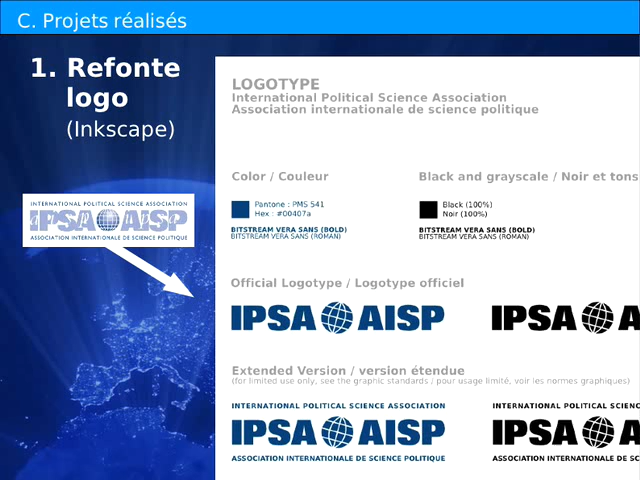 C. Projets réalisés
1. Refonte
logo
(Inkscape)
INTERNATIONAL POLITICAL SCIENCE ASSOCIATION
IPSA AISP
ASSOCIATION INTERNATIONALE DE SCIENCE POLITIQUE
LOGOTYPE
International Political Science Association
Association internationale de science politique
Color / Couleur
Black and grayscale / Noir et tons
Pantone : PMS 541
Hex : #00407a
Black (100%)
Noir (100%)
BITSTREAM VERA SANS (BOLD)
BITSTREAM VERA SANS (ROMAN)
BITSTREAM VERA SANS (BOLD)
BITSTREAM VERA SANS (ROMAN)
Official Logotype / Logotype officiel
IPSA AISP
IPSA A
Extended Version / version étendue
(for limited use only, see the graphic standards / pour usage limité, voir les normes graphiques)
INTERNATIONAL POLITICAL SCIENCE ASSOCIATION
IPSA AISP
ASSOCIATION INTERNATIONALE DE SCIENCE POLITIQUE
INTERNATIONAL POLITICAL SCIENC
IPSA A
ASSOCIATION INTERNATIONALE DE SC